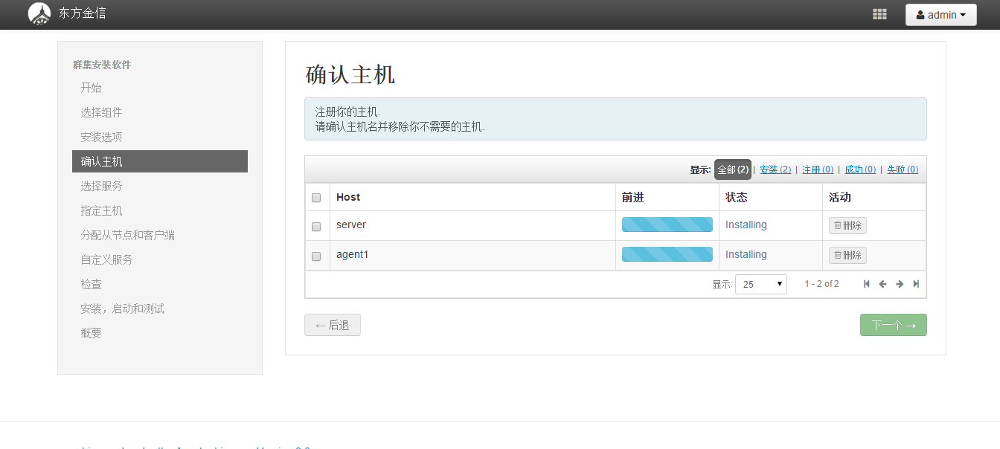 东方金信
admin
群集安装软件
开始
选择组件
安装选项
确认主机
选择服务
指定主机
分配从节点和客户端
自定义服务
检查
安装，启动和测试
概要
确认主机
注册你的主机.
请确认主机名并移除你不需要的主机.
显示: 全部 (2) | 安装 (2) | 注册 (0) | 成功 (0) | 失败 (0)
Host 前进 状态 活动
server Installing 删除
agent1 Installing 删除
显示: 25 1 - 2 of 2
← 后退
下一个 →